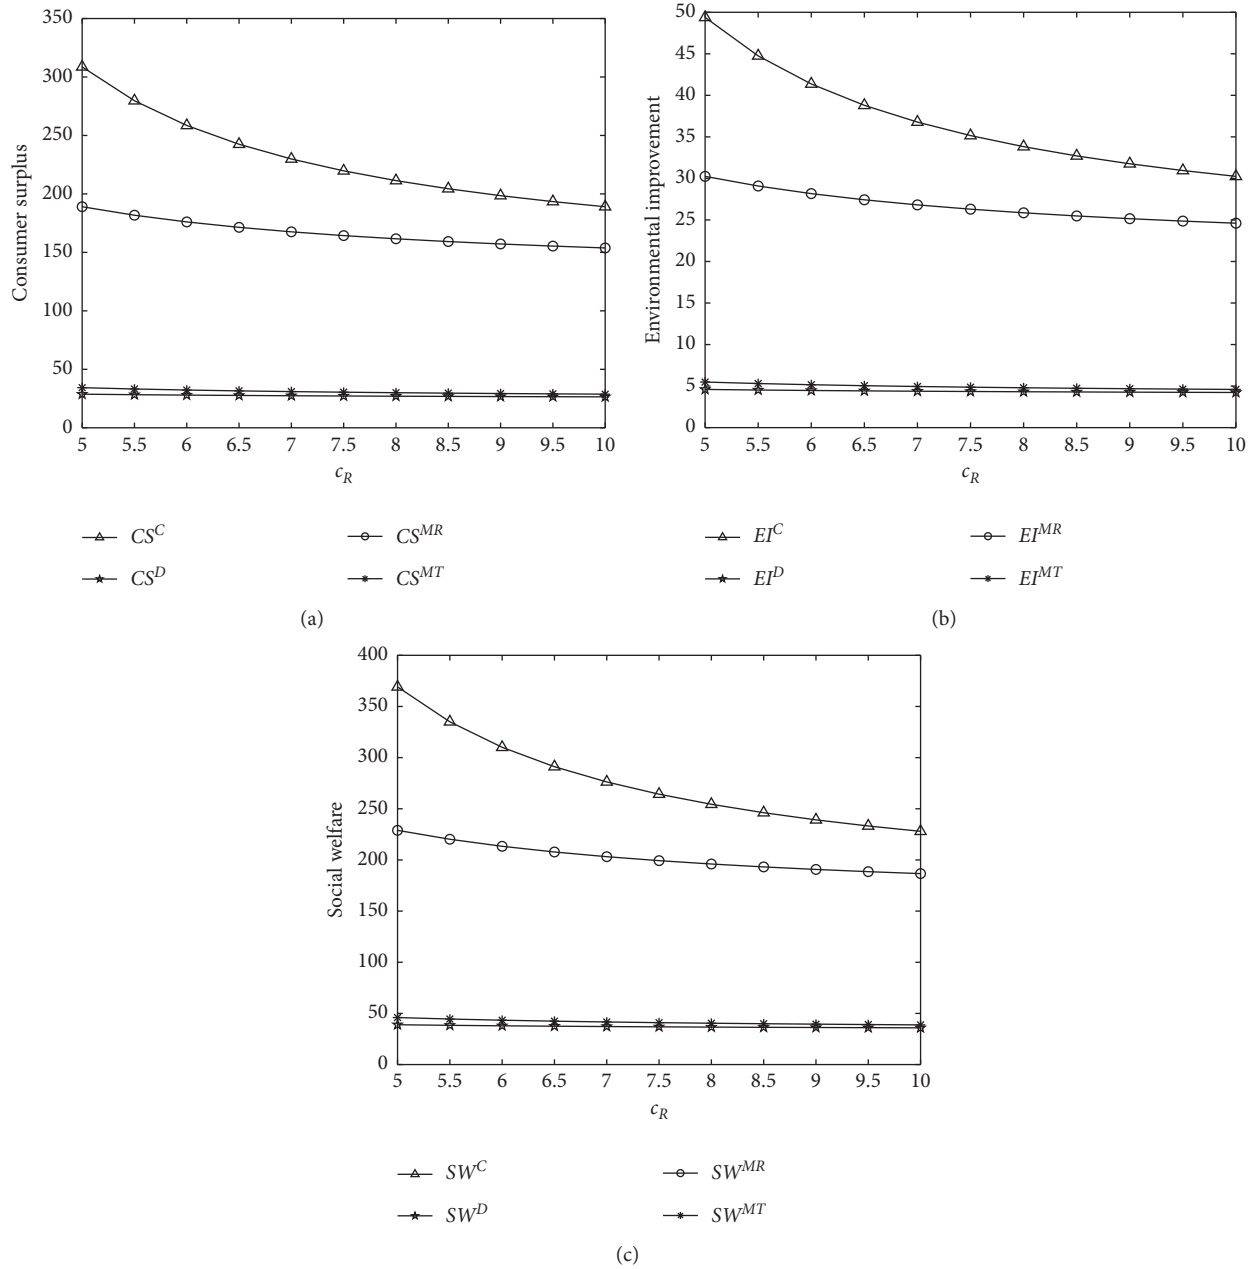 350
300
250
200
150
100
50
0
Consumer surplus
5 5.5 6 6.5 7 7.5 8 8.5 9 9.5 10
c_R
CS^C CS^MR
CS^D CS^MT
(a)
50
45
40
35
30
25
20
15
10
5
0
Environmental improvement
5 5.5 6 6.5 7 7.5 8 8.5 9 9.5 10
c_R
EI^C EI^MR
EI^D EI^MT
(b)
400
350
300
250
200
150
100
50
0
Social welfare
5 5.5 6 6.5 7 7.5 8 8.5 9 9.5 10
c_R
SW^C SW^MR
SW^D SW^MT
(c)